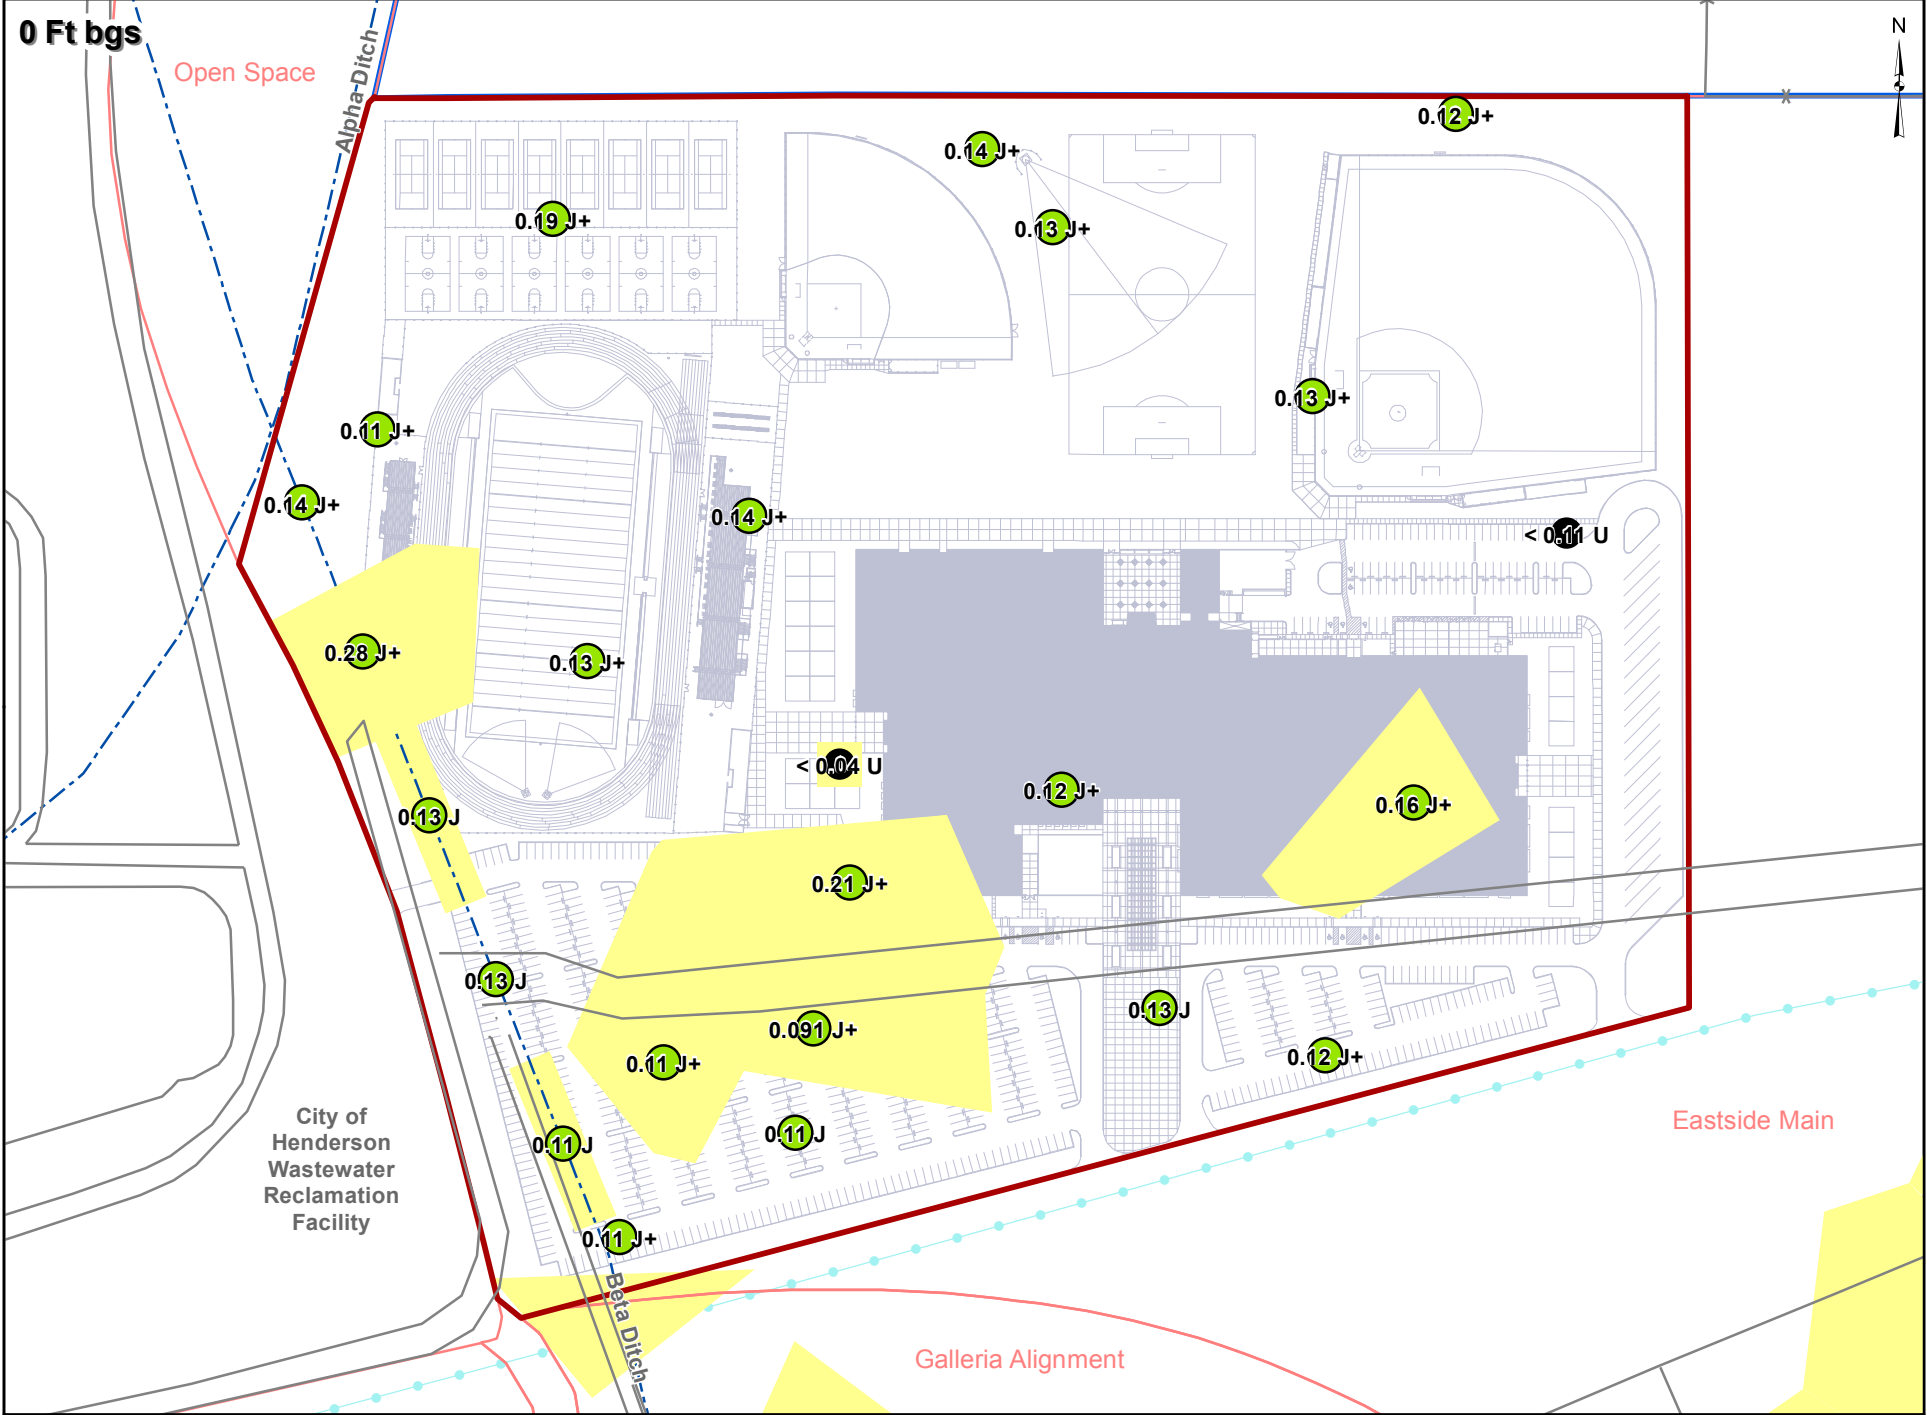 0 Ft bgs
N
Open Space
Alpha Ditch
0.12 J+
0.14 J+
0.19 J+
0.13 J+
0.13 J+
0.11 J+
0.14 J+
0.14 J+
< 0.11 U
0.28 J+
0.13 J+
< 0.04 U
0.12 J+
0.16 J+
0.13 J
0.21 J+
0.13 J
0.13 J
0.091 J+
0.11 J+
0.12 J+
City of
Henderson
Wastewater
Reclamation
Facility
0.11 J
0.11 J
Eastside Main
0.11 J+
Beta Ditch
Galleria Alignment